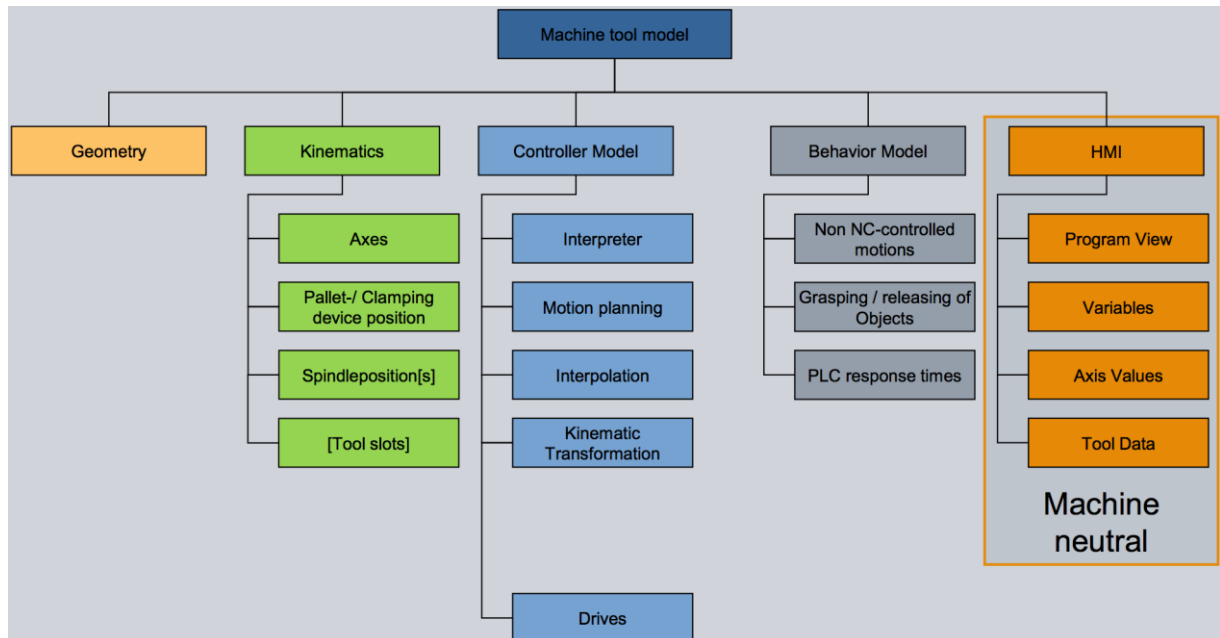 Machine tool model
Geometry
Kinematics
Controller Model
Behavior Model
HMI
Axes
Interpreter
Non NC-controlled
motions
Program View
Pallet-/ Clamping
device position
Motion planning
Grasping / releasing of
Objects
Variables
Spindleposition[s]
Interpolation
PLC response times
Axis Values
[Tool slots]
Kinematic
Transformation
Tool Data
Machine
neutral
Drives